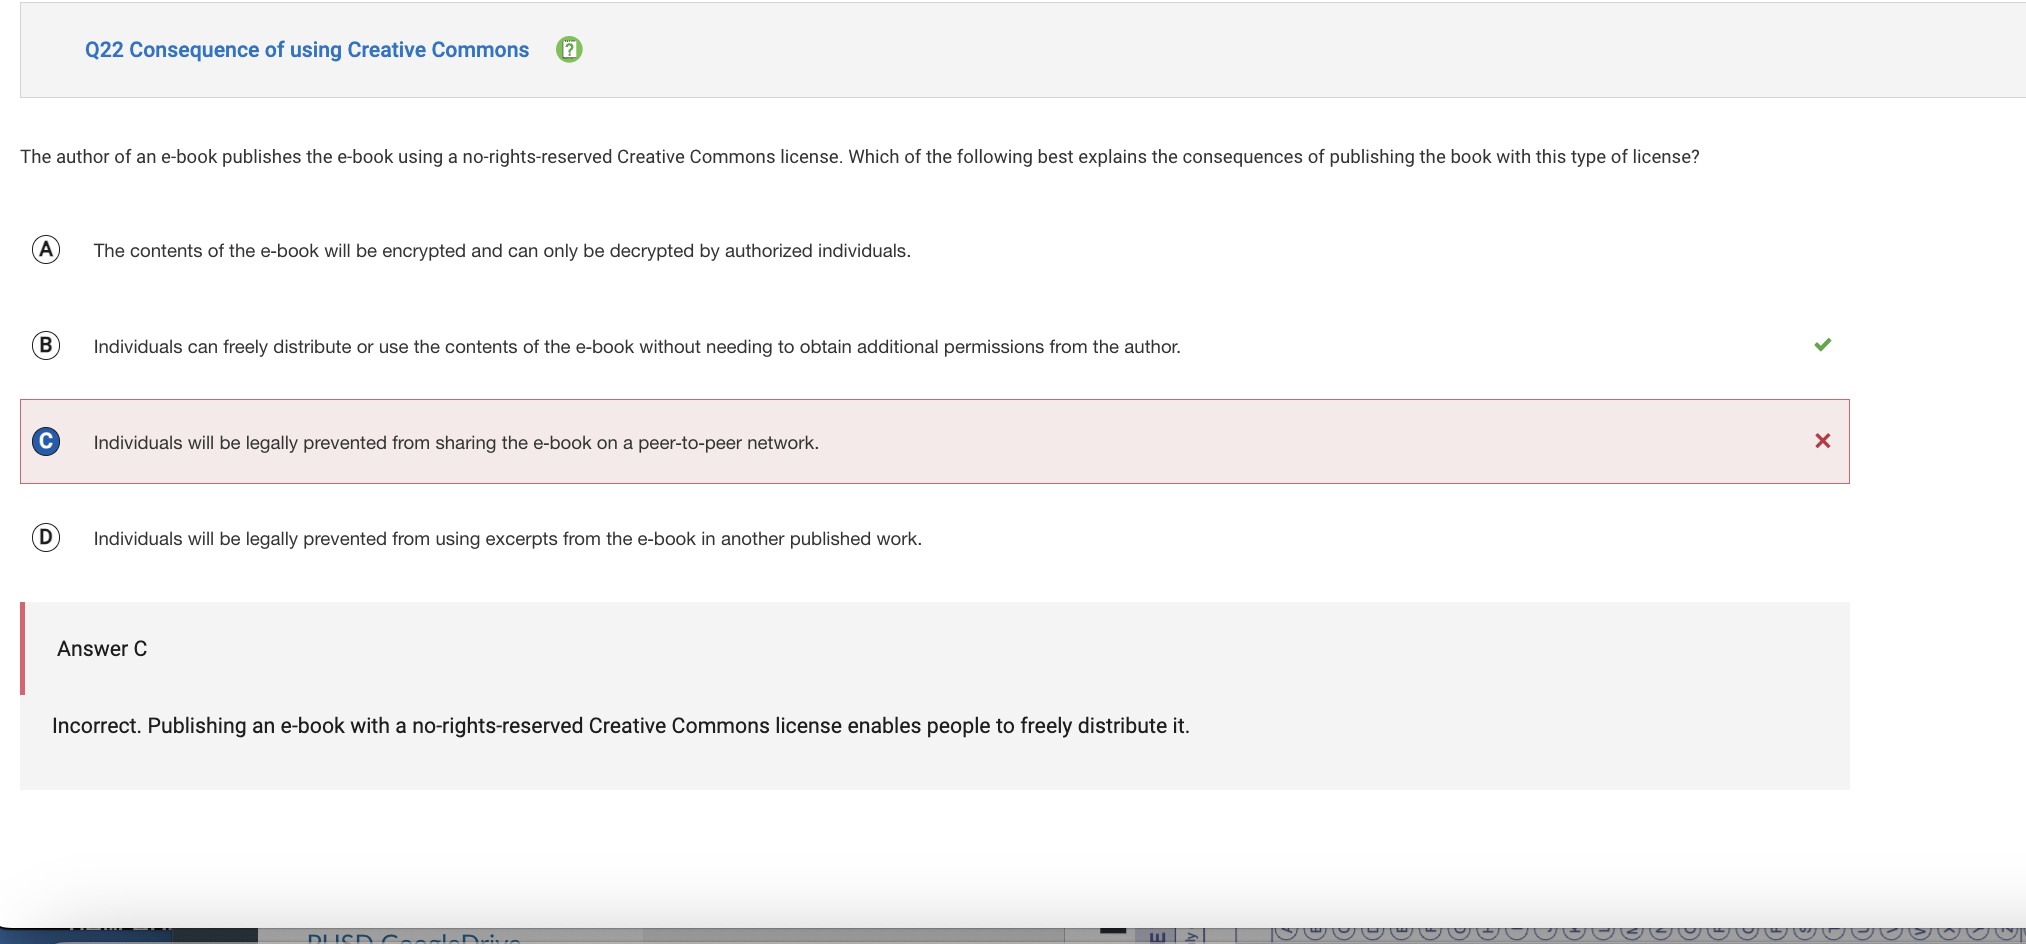 Q22 Consequence of using Creative Commons
The author of an e-book publishes the e-book using a no-rights-reserved Creative Commons license. Which of the following best explains the consequences of publishing the book with this type of license?
A The contents of the e-book will be encrypted and can only be decrypted by authorized individuals.
B Individuals can freely distribute or use the contents of the e-book without needing to obtain additional permissions from the author.
C Individuals will be legally prevented from sharing the e-book on a peer-to-peer network.
D Individuals will be legally prevented from using excerpts from the e-book in another published work.
Answer C
Incorrect. Publishing an e-book with a no-rights-reserved Creative Commons license enables people to freely distribute it.